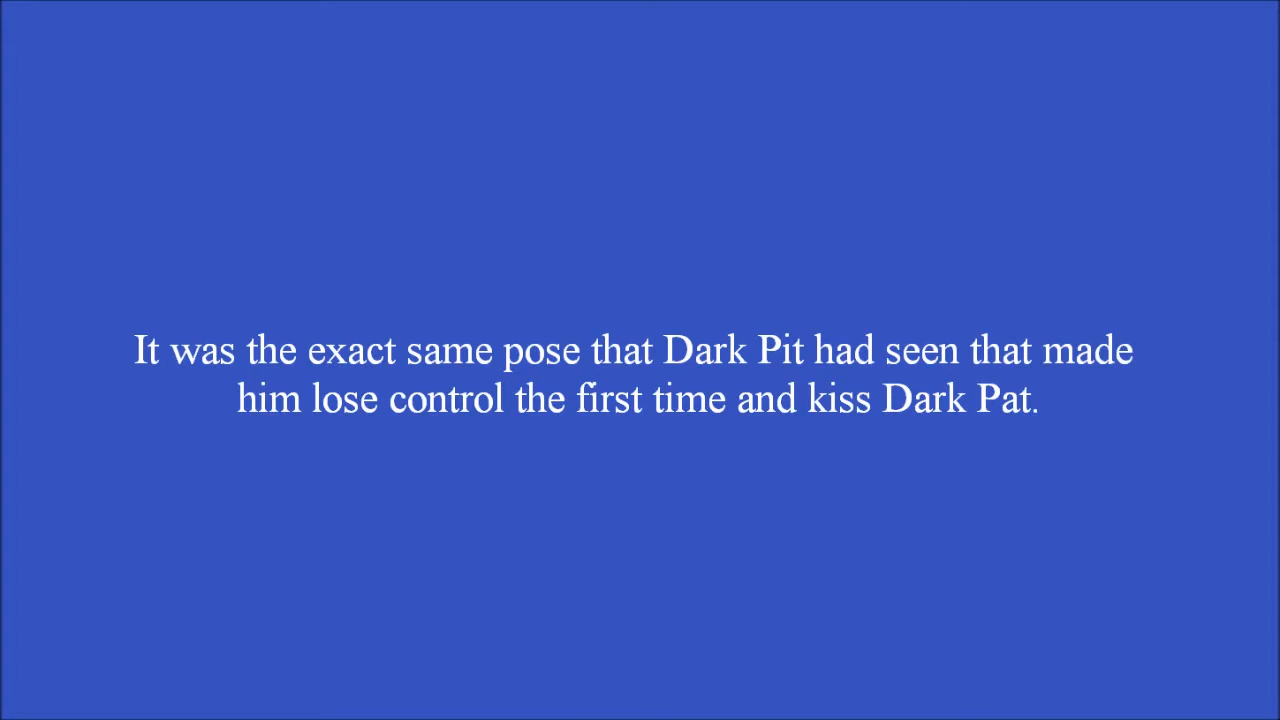 It was the exact same pose that Dark Pit had seen that made
him lose control the first time and kiss Dark Pat.